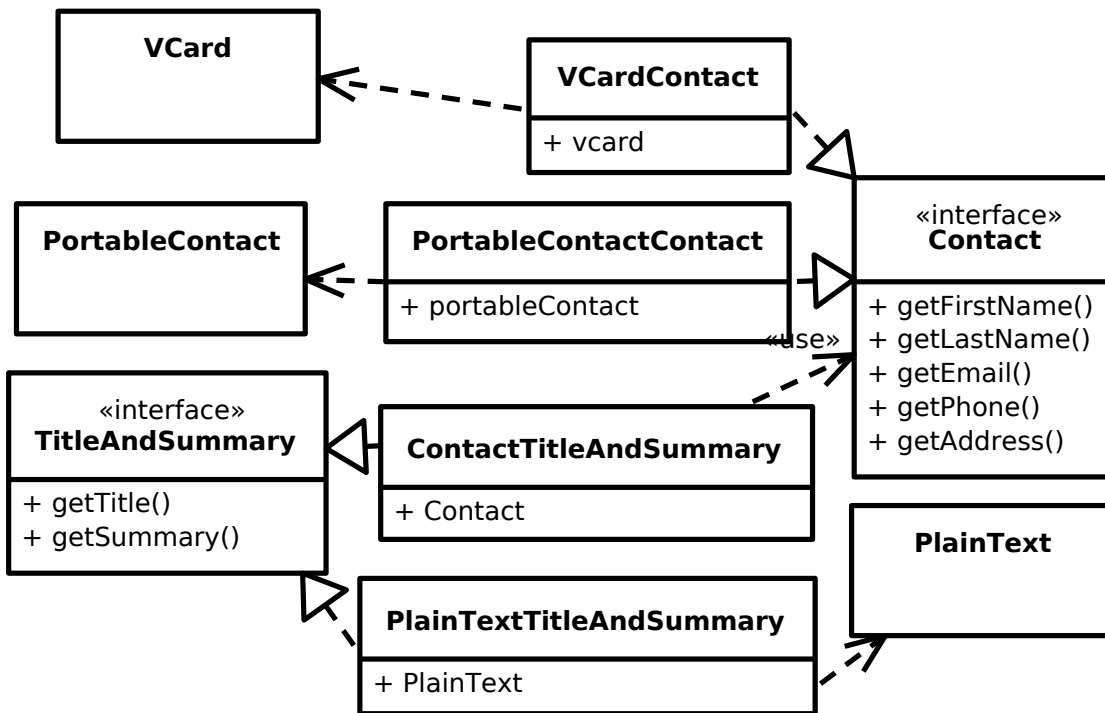 VCard
VCardContact
+ vcard
PortableContact
PortableContactContact
+ portableContact
«interface»
Contact
+ getFirstName()
+ getLastName()
+ getEmail()
+ getPhone()
+ getAddress()
«use»
«interface»
TitleAndSummary
+ getTitle()
+ getSummary()
ContactTitleAndSummary
+ Contact
PlainText
PlainTextTitleAndSummary
+ PlainText